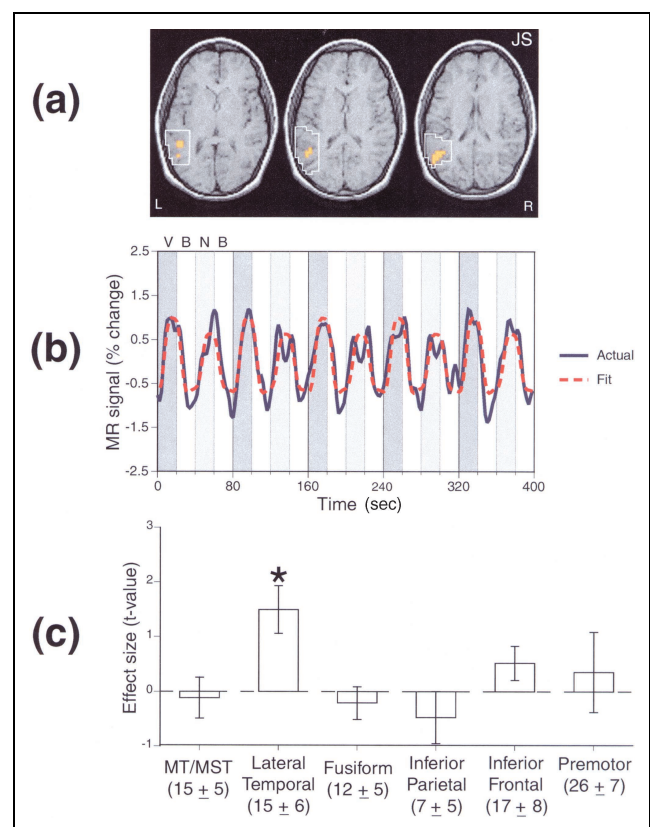 (a)
JS
L
R
V B N B
(b)
MR signal (% change)
2.5
1.5
0.5
-0.5
-1.5
-2.5
0 80 160 240 320 400
Time (sec)
Actual
Fit
(c)
Effect size (t-value)
3
2
1
0
-1
*
MT/MST
(15 ± 5)
Lateral
Temporal
(15 ± 6)
Fusiform
(12 ± 5)
Inferior
Parietal
(7 ± 5)
Inferior
Frontal
(17 ± 8)
Premotor
(26 ± 7)